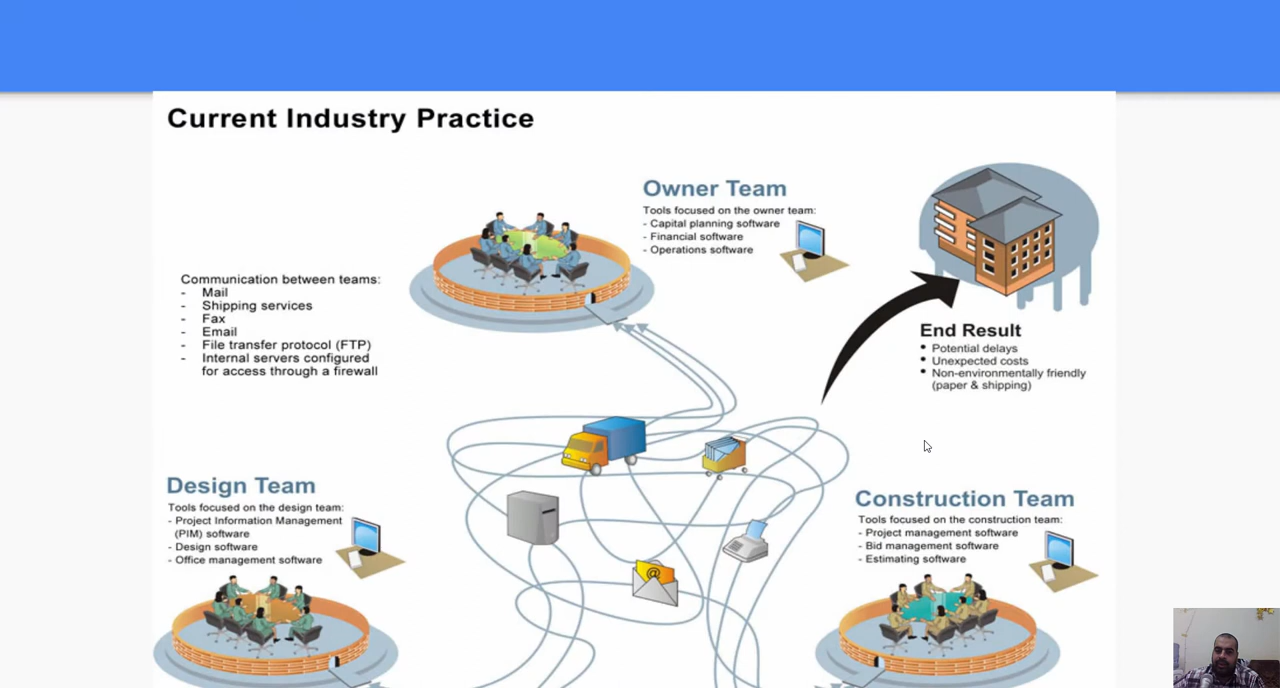 Current Industry Practice
Owner Team
Tools focused on the owner team:
- Capital planning software
- Financial software
- Operations software
Communication between teams:
- Mail
- Shipping services
- Fax
- Email
- File transfer protocol (FTP)
- Internal servers configured
for access through a firewall
End Result
• Potential delays
• Unexpected costs
• Non-environmentally friendly
(paper & shipping)
Design Team
Tools focused on the design team:
- Project Information Management
(PIM) software
- Design software
- Office management software
@
Construction Team
Tools focused on the construction team:
- Project management software
- Bid management software
- Estimating software